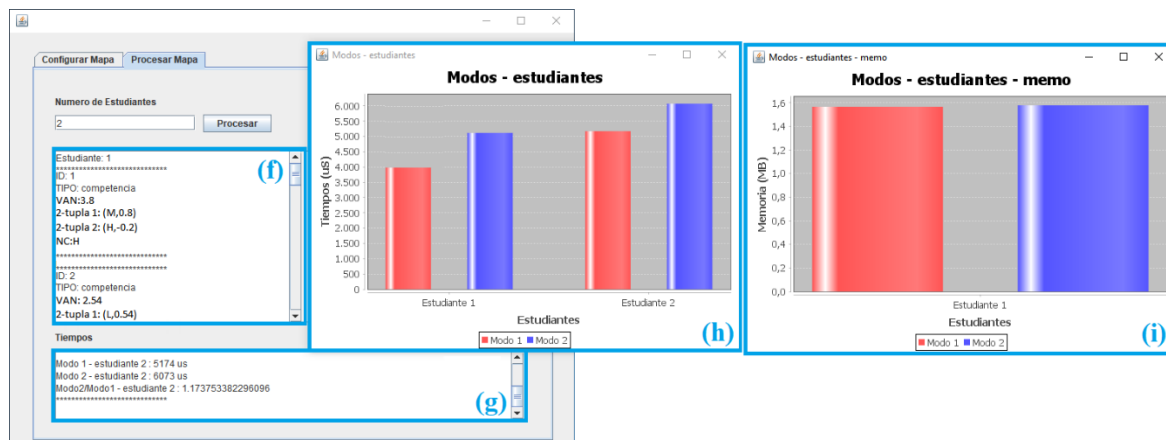 Configurar Mapa
Procesar Mapa
Numero de Estudiantes
2
Procesar
Estudiante: 1
*****************************
ID: 1
TIPO: competencia
VAN:3.8
2-tupla 1: (M,0.8)
2-tupla 2: (H,-0.2)
NC:H
*****************************
*****************************
ID: 2
TIPO: competencia
VAN: 2.54
2-tupla 1: (L,0.54)
(f)
Tiempos
Modo 1 - estudiante 2 : 5174 us
Modo 2 - estudiante 2 : 6073 us
Modo2/Modo1 - estudiante 2 : 1.173753382296096
*****************************
(g)
Modos - estudiantes
Modos - estudiantes
Tiempos (uS)
6.000
5.500
5.000
4.500
4.000
3.500
3.000
2.500
2.000
1.500
1.000
500
0
Estudiante 1
Estudiante 2
Estudiantes
Modo 1
Modo 2
(h)
Modos - estudiantes - memo
Modos - estudiantes - memo
Memoria (MB)
1,6
1,4
1,2
1,0
0,8
0,6
0,4
0,2
0,0
Estudiante 1
Estudiantes
Modo 1
Modo 2
(i)